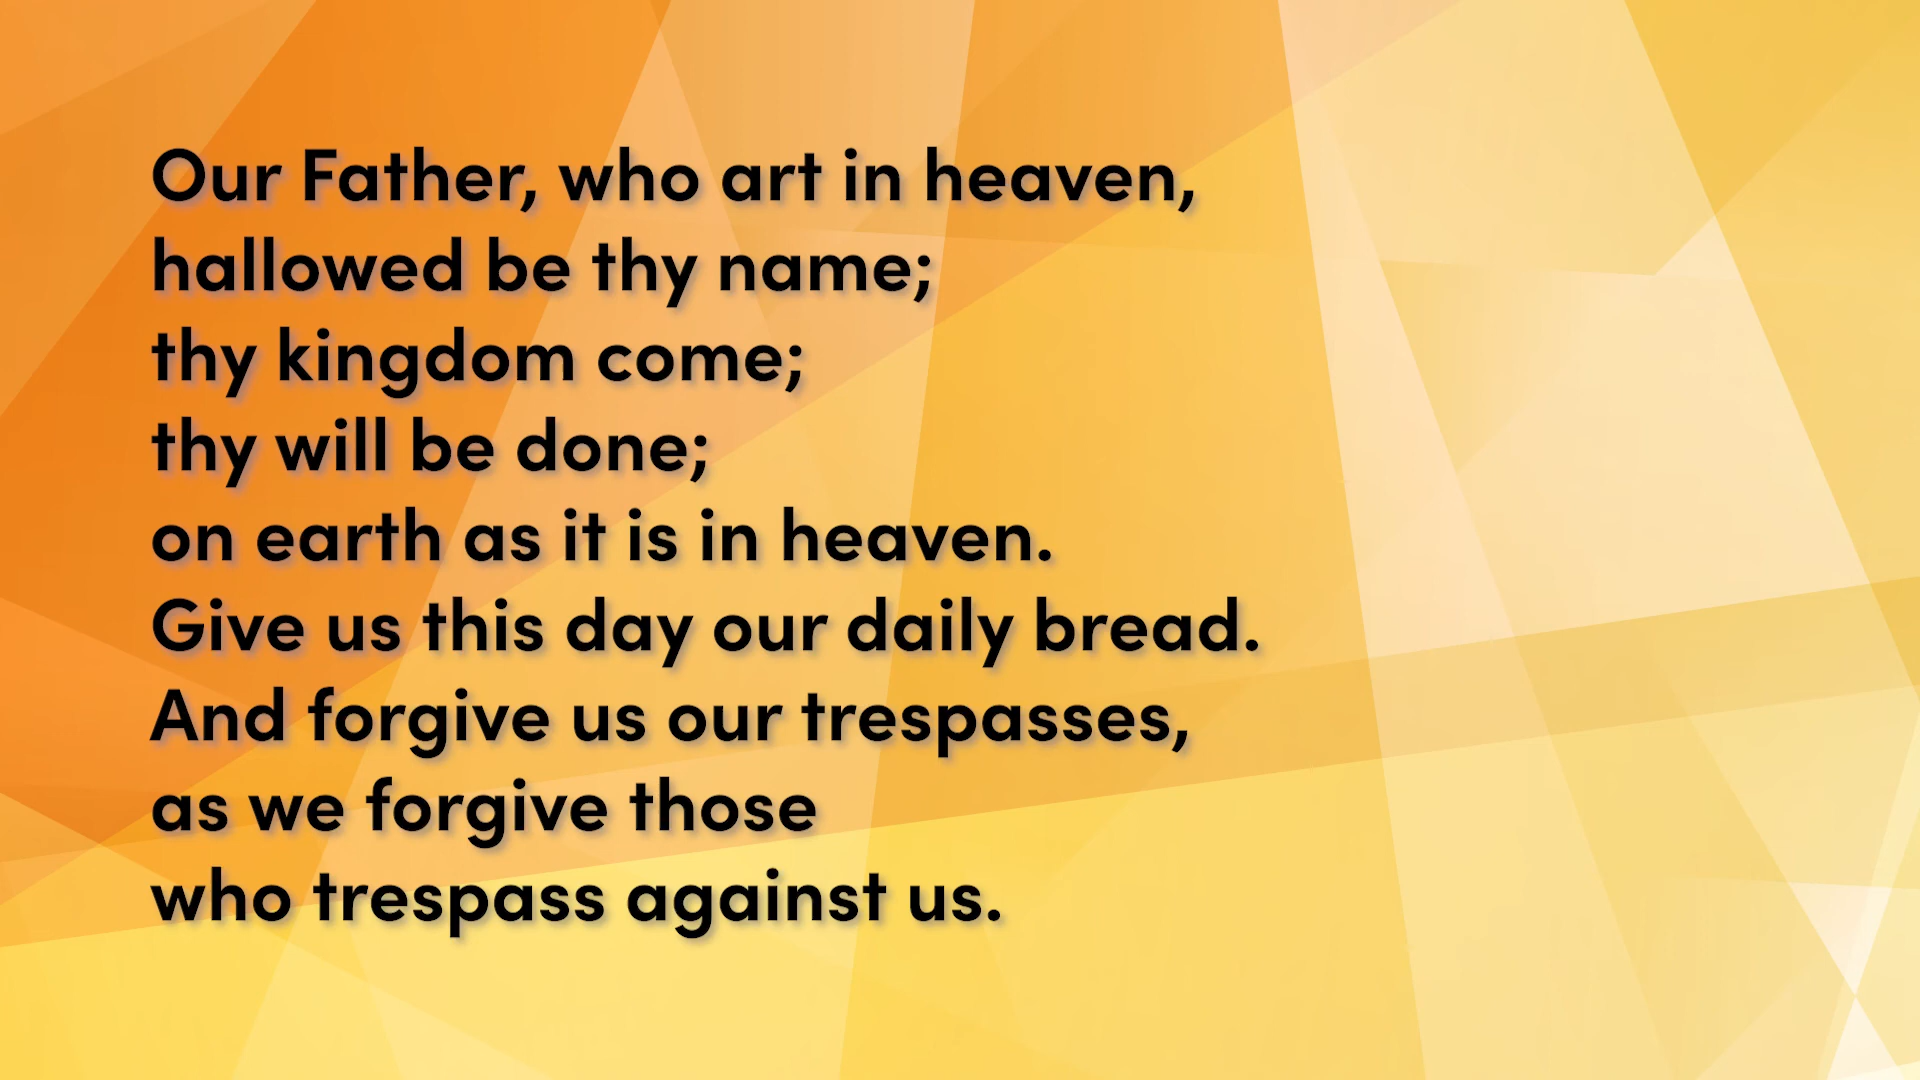 Our Father, who art in heaven,
hallowed be thy name;
thy kingdom come;
thy will be done;
on earth as it is in heaven.
Give us this day our daily bread.
And forgive us our trespasses,
as we forgive those
who trespass against us.